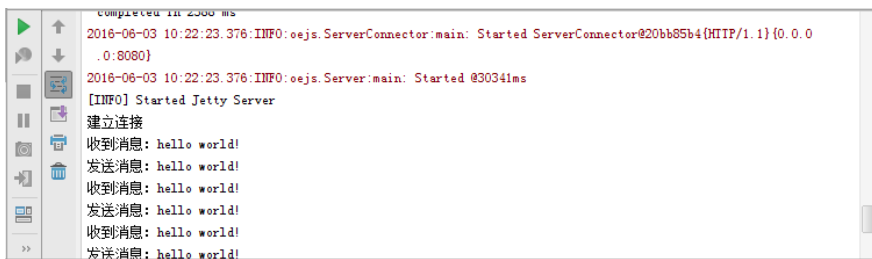 completed in 2588 ms
2016-06-03 10:22:23.376:INFO:oejs.ServerConnector:main: Started ServerConnector@20bb85b4{HTTP/1.1}{0.0.0
.0:8080}
2016-06-03 10:22:23.376:INFO:oejs.Server:main: Started @30341ms
[INFO] Started Jetty Server
建立连接
收到消息: hello world!
发送消息: hello world!
收到消息: hello world!
发送消息: hello world!
收到消息: hello world!
发送消息: hello world!